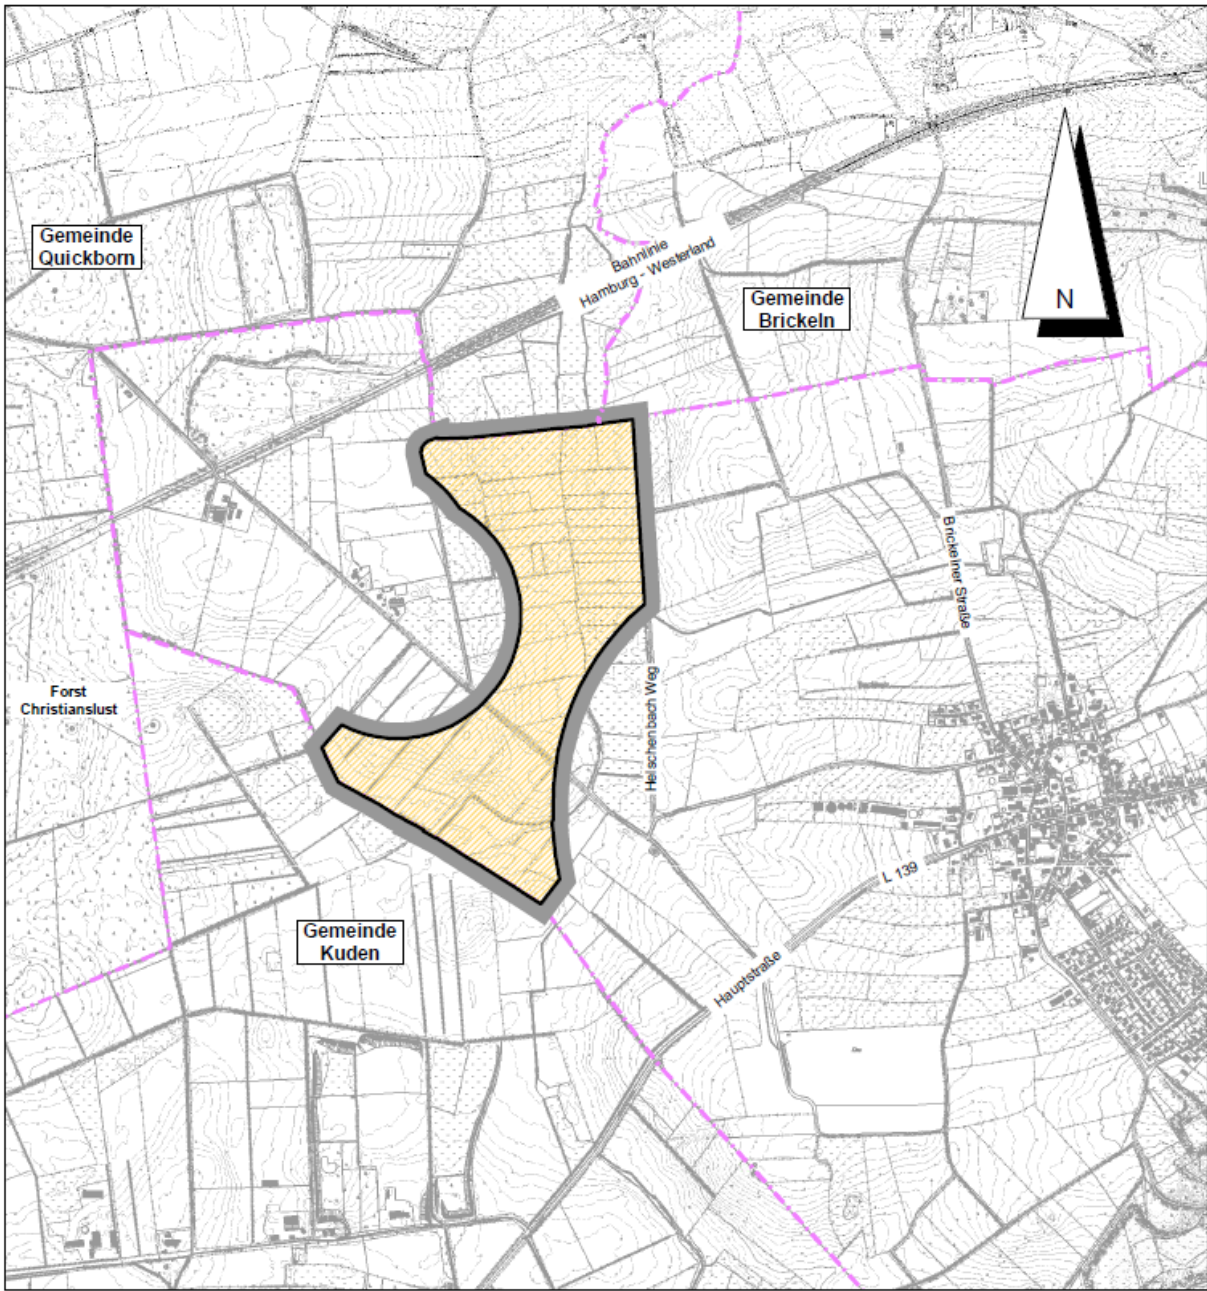 Gemeinde
Quickborn
Bahnlinie
Hamburg - Westerland
Gemeinde
Brickeln
N
Brickelner Straße
Forst
Christianslust
Helschenbach Weg
L 139
Gemeinde
Kuden
Hauptstraße